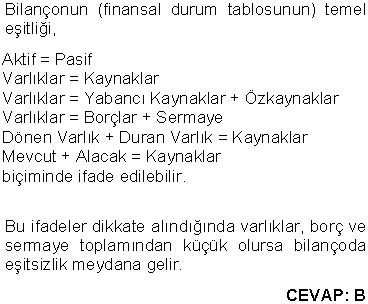 Bilançonun (finansal durum tablosunun) temel
eşitliği,
Aktif = Pasif
Varlıklar = Kaynaklar
Varlıklar = Yabancı Kaynaklar + Özkaynaklar
Varlıklar = Borçlar + Sermaye
Dönen Varlık + Duran Varlık = Kaynaklar
Mevcut + Alacak = Kaynaklar
biçiminde ifade edilebilir.
Bu ifadeler dikkate alındığında varlıklar, borç ve
sermaye toplamından küçük olursa bilançoda
eşitsizlik meydana gelir.
CEVAP: B